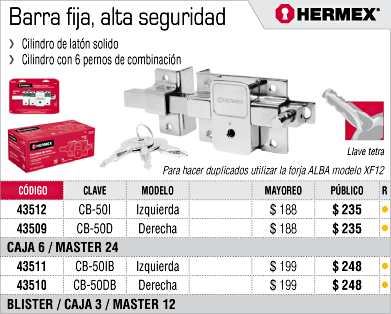 Barra fija, alta seguridad
HERMEX®
› Cilindro de latón solido
› Cilindro con 6 pernos de combinación
HERMEX
Llave tetra
Para hacer duplicados utilizar la forja ALBA modelo XF12
CÓDIGO CLAVE MODELO MAYOREO PÚBLICO R
43512 CB-50I Izquierda $ 188 $ 235
43509 CB-50D Derecha $ 188 $ 235
CAJA 6 / MASTER 24
43511 CB-50IB Izquierda $ 199 $ 248
43510 CB-50DB Derecha $ 199 $ 248
BLISTER / CAJA 3 / MASTER 12